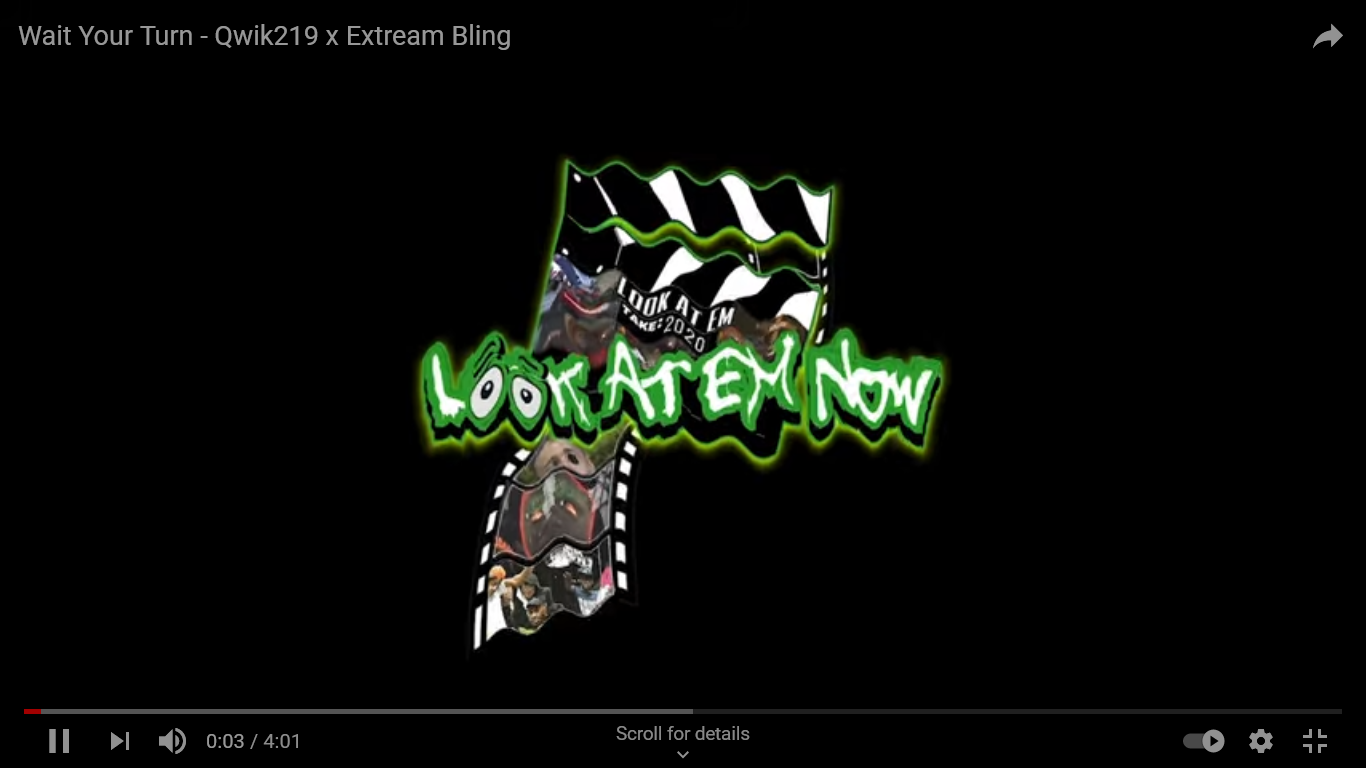 Wait Your Turn - Qwik219 x Extream Bling
LOOK AT EM
TAKE: 2020
LOOK AT EM NOW
0:03 / 4:01
Scroll for details